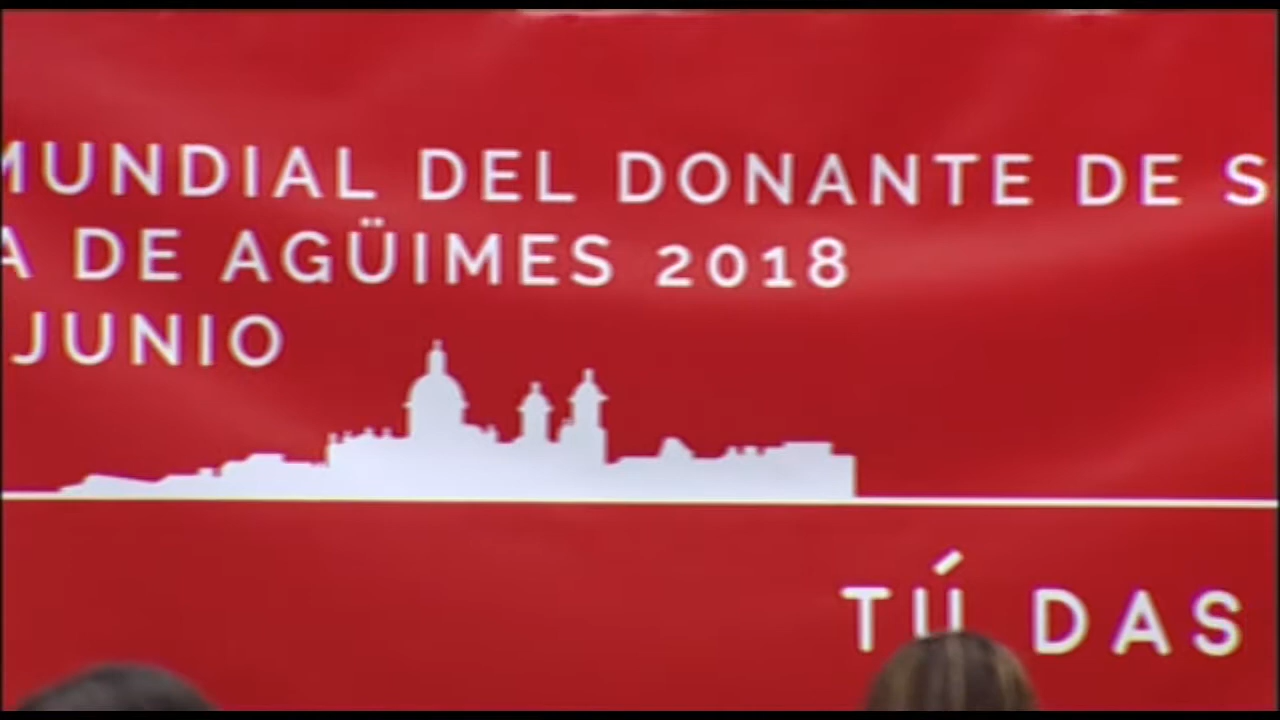 MUNDIAL DEL DONANTE DE S
A DE AGÜIMES 2018
JUNIO
TÚ DAS